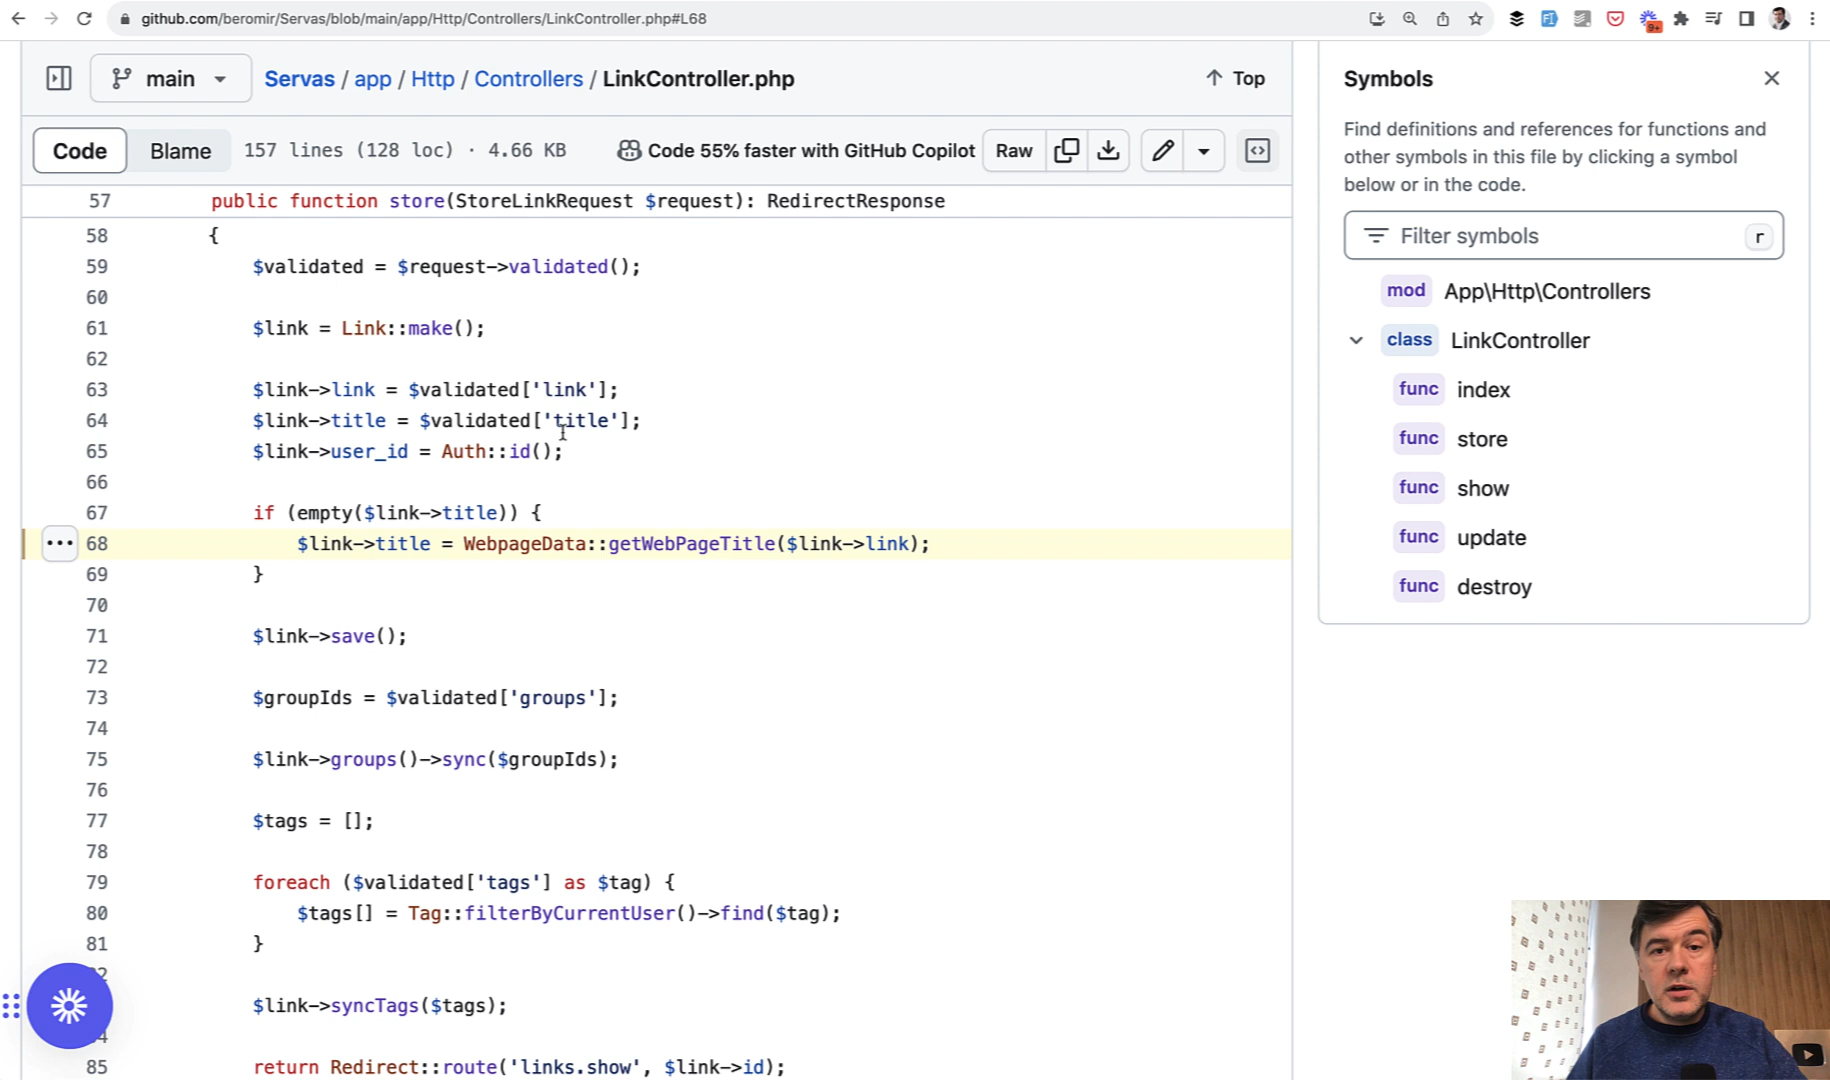 github.com/beromir/Servas/blob/main/app/Http/Controllers/LinkController.php#L68
9+
main
Servas / app / Http / Controllers / LinkController.php
Top
Code
Blame
157 lines (128 loc) · 4.66 KB
Code 55% faster with GitHub Copilot
Raw
57 public function store(StoreLinkRequest $request): RedirectResponse
58 {
59 $validated = $request->validated();
60
61 $link = Link::make();
62
63 $link->link = $validated['link'];
64 $link->title = $validated['title'];
65 $link->user_id = Auth::id();
66
67 if (empty($link->title)) {
68 $link->title = WebpageData::getWebPageTitle($link->link);
69 }
70
71 $link->save();
72
73 $groupIds = $validated['groups'];
74
75 $link->groups()->sync($groupIds);
76
77 $tags = [];
78
79 foreach ($validated['tags'] as $tag) {
80 $tags[] = Tag::filterByCurrentUser()->find($tag);
81 }
$link->syncTags($tags);
85 return Redirect::route('links.show', $link->id);
Symbols
Find definitions and references for functions and
other symbols in this file by clicking a symbol
below or in the code.
Filter symbols
r
mod App\Http\Controllers
class LinkController
func index
func store
func show
func update
func destroy